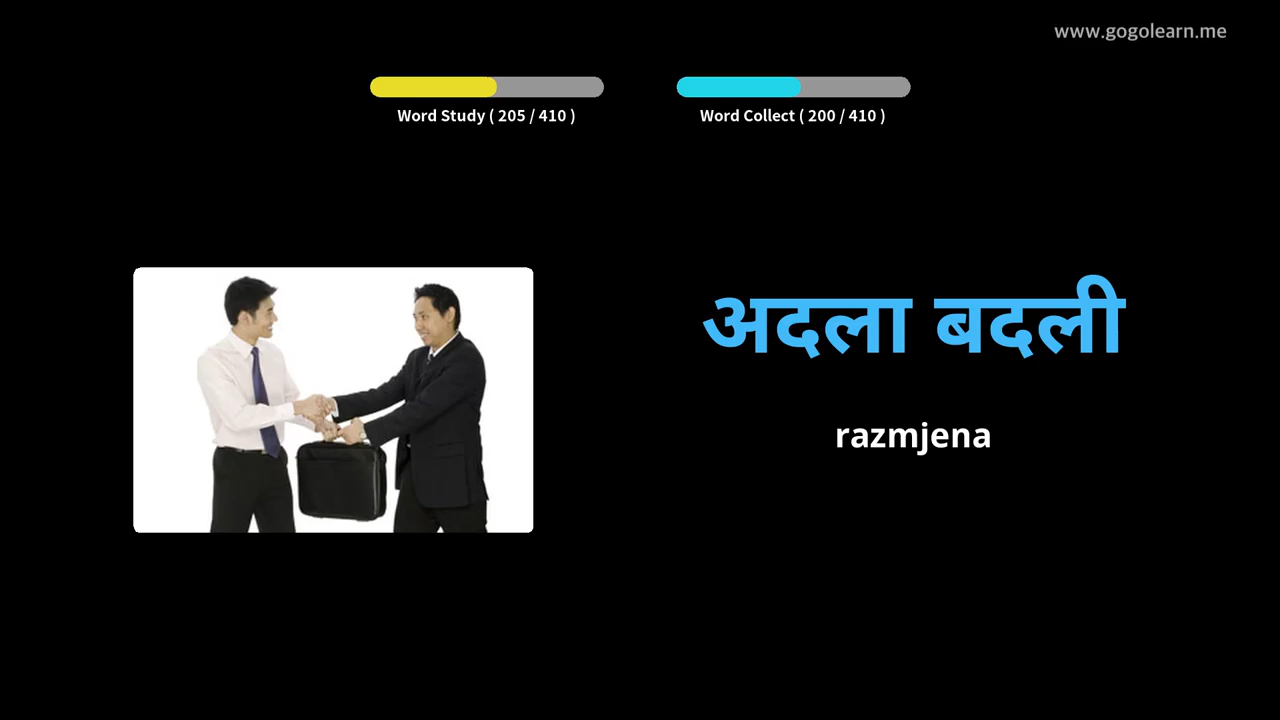 www.gogolearn.me
Word Study ( 205 / 410 )
Word Collect ( 200 / 410 )
अदला बदली
razmjena